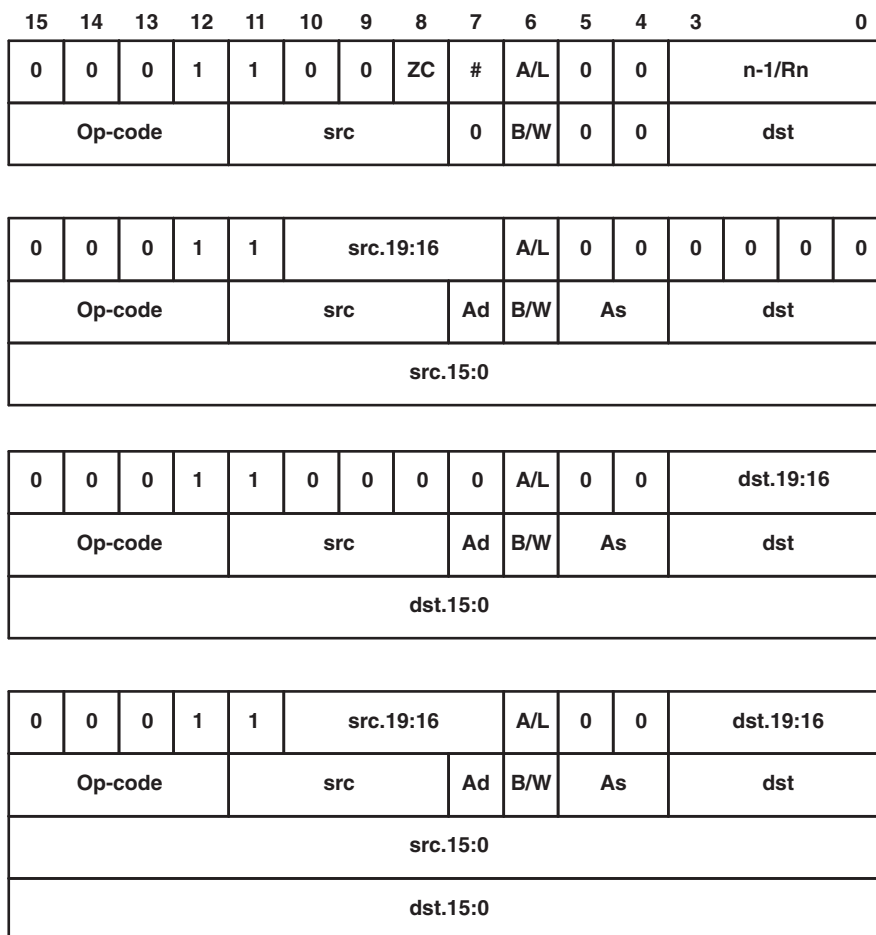 15 14 13 12 11 10 9 8 7 6 5 4 3 0
0 0 0 1 1 0 0 ZC # A/L 0 0 n-1/Rn
Op-code src 0 B/W 0 0 dst
0 0 0 1 1 src.19:16 A/L 0 0 0 0 0 0
Op-code src Ad B/W As dst
src.15:0
0 0 0 1 1 0 0 0 0 A/L 0 0 dst.19:16
Op-code src Ad B/W As dst
dst.15:0
0 0 0 1 1 src.19:16 A/L 0 0 dst.19:16
Op-code src Ad B/W As dst
src.15:0
dst.15:0